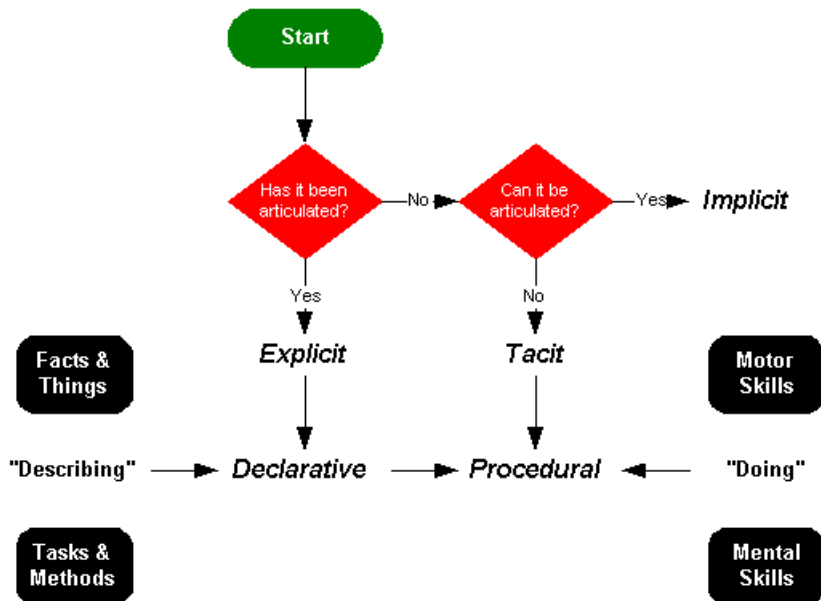 Start
Has it been
articulated?
No
Can it be
articulated?
Yes
Implicit
Yes
No
Facts &
Things
Explicit
Tacit
Motor
Skills
"Describing"
Declarative
Procedural
"Doing"
Tasks &
Methods
Mental
Skills